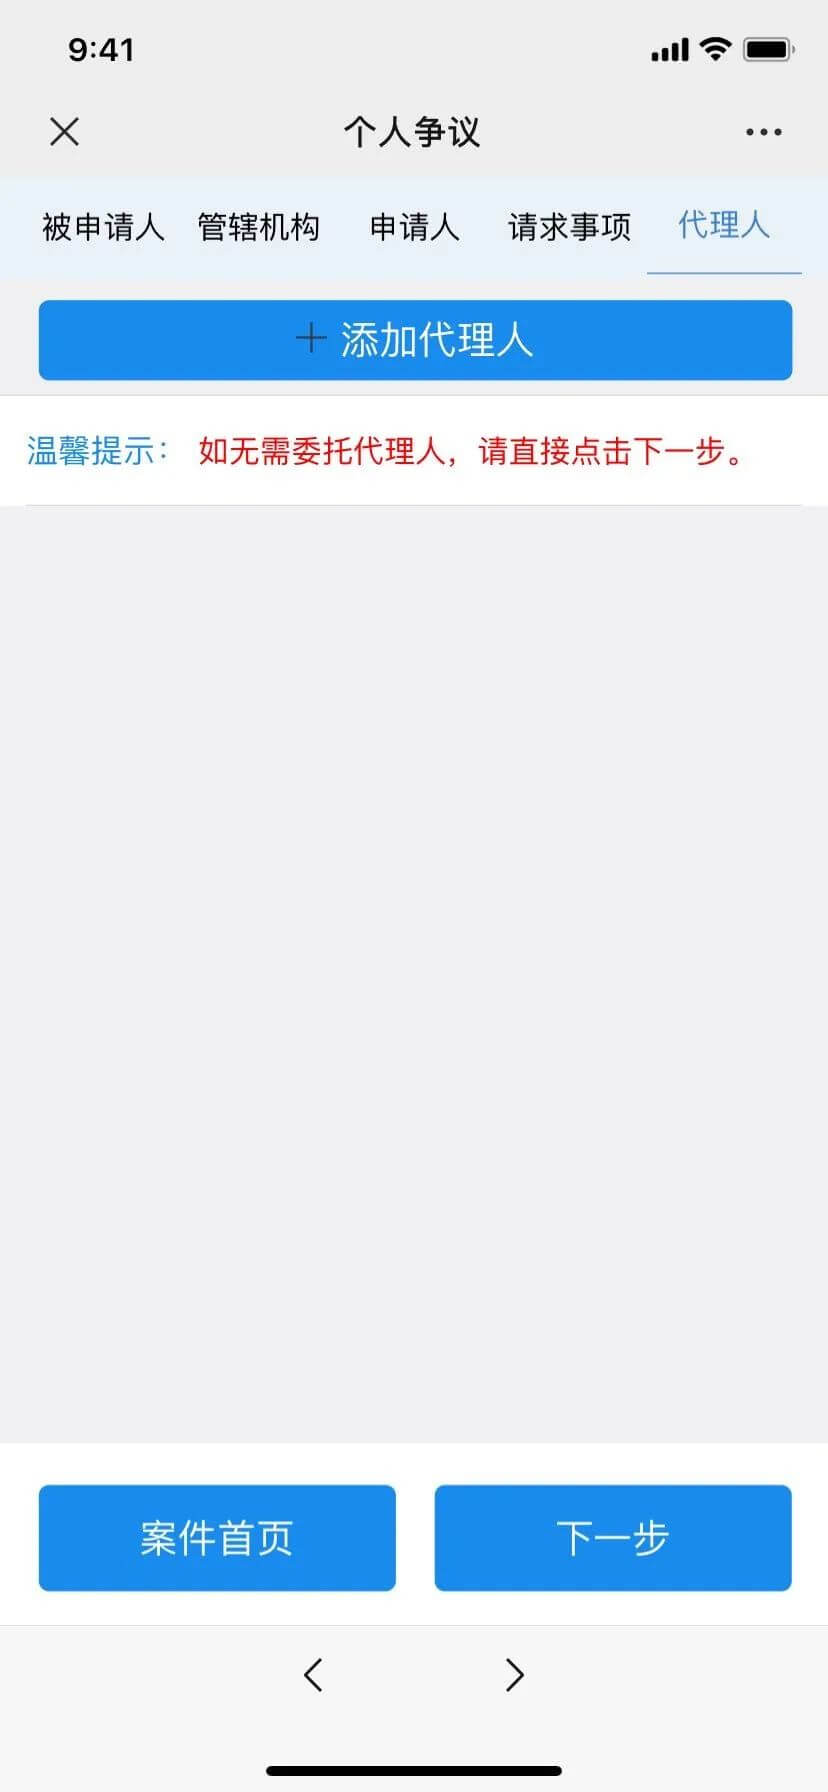 9:41
个人争议
被申请人 管辖机构 申请人 请求事项 代理人
+ 添加代理人
温馨提示： 如无需委托代理人，请直接点击下一步。
案件首页 下一步